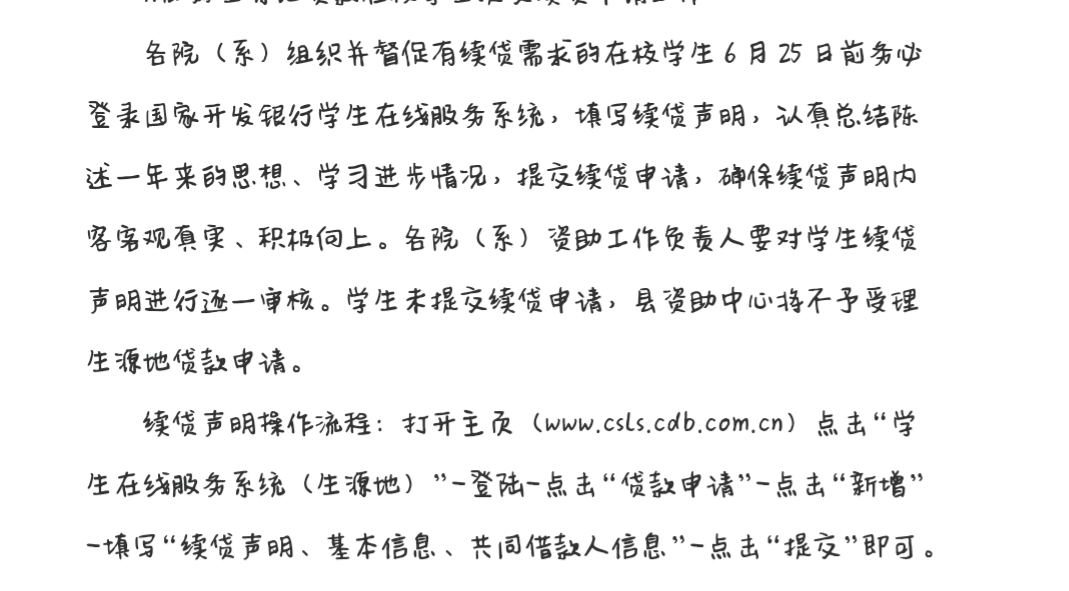 各院（系）组织并督促有续贷需求的在校学生6月25日前务必
登录国家开发银行学生在线服务系统，填写续贷声明，认真总结陈
述一年来的思想、学习进步情况，提交续贷申请，确保续贷声明内
容客观真实、积极向上。各院（系）资助工作负责人要对学生续贷
声明进行逐一审核。学生未提交续贷申请，县资助中心将不予受理
生源地贷款申请。
续贷声明操作流程：打开主页（www.csls.cdb.com.cn）点击“学
生在线服务系统（生源地）”-登陆-点击“贷款申请”-点击“新增”
-填写“续贷声明、基本信息、共同借款人信息”-点击“提交”即可。